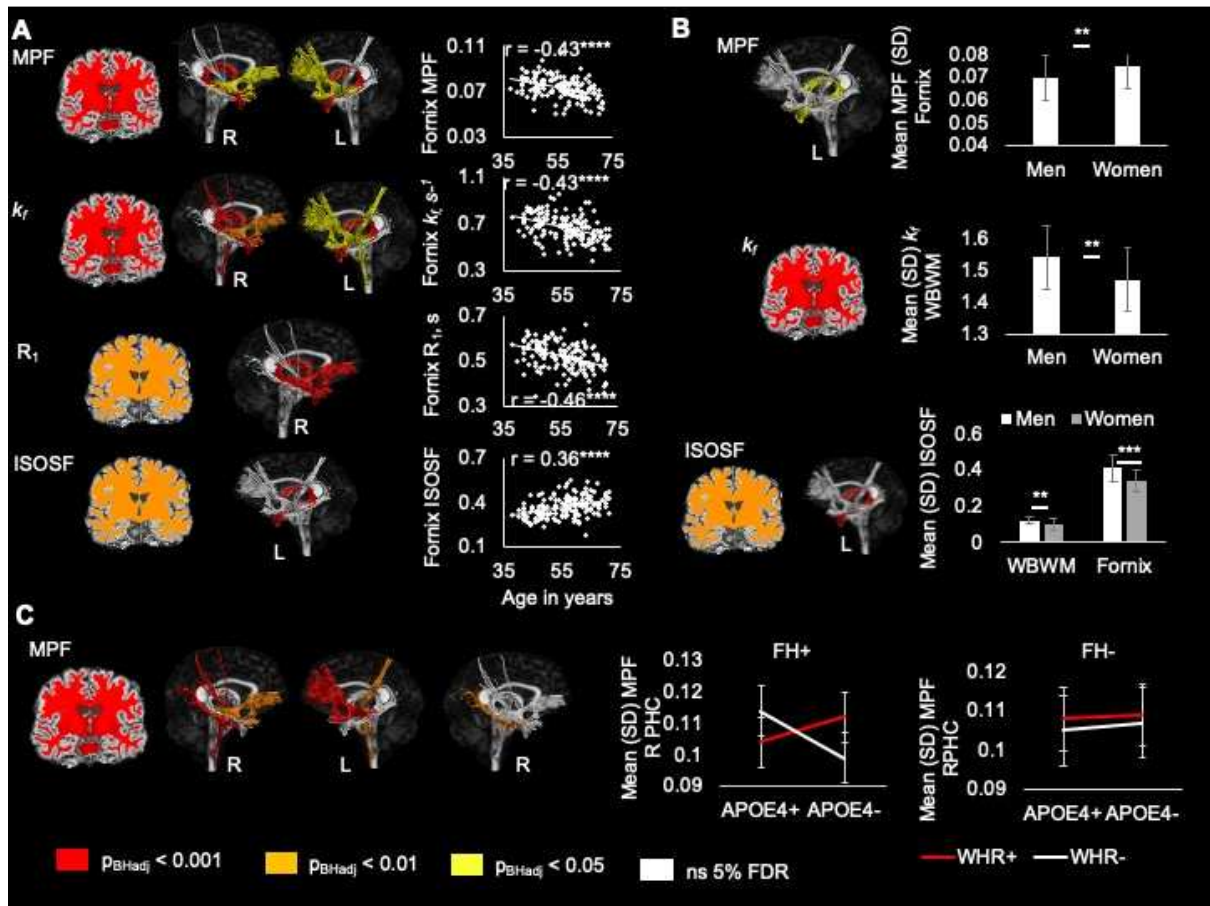 A
MPF
R
L
Fornix MPF
0.11
0.07
0.03
r = -0.43****
35 55 75
kf
R
L
Fornix kf, s-1
1.1
0.7
0.3
r = -0.43****
35 55 75
R1
R
Fornix R1, s
0.7
0.5
0.3
r = -0.46****
35 55 75
ISOSF
L
Fornix ISOSF
0.7
0.4
0.1
r = 0.36****
35 55 75
Age in years
B
MPF
L
Mean MPF (SD)
Fornix
0.08
0.07
0.06
0.05
0.04
**
Men Women
kf
Mean (SD) kf
WBWM
1.6
1.5
1.4
1.3
**
Men Women
ISOSF
L
Mean (SD) ISOSF
Men Women
0.6
0.4
0.2
0
**
***
WBWM Fornix
C
MPF
R
L
R
Mean (SD) MPF
R PHC
FH+
0.13
0.12
0.11
0.1
0.09
APOE4+ APOE4-
Mean (SD) MPF
RPHC
FH-
0.12
0.11
0.1
0.09
APOE4+ APOE4-
pBHadj < 0.001
pBHadj < 0.01
pBHadj < 0.05
ns 5% FDR
WHR+ WHR-